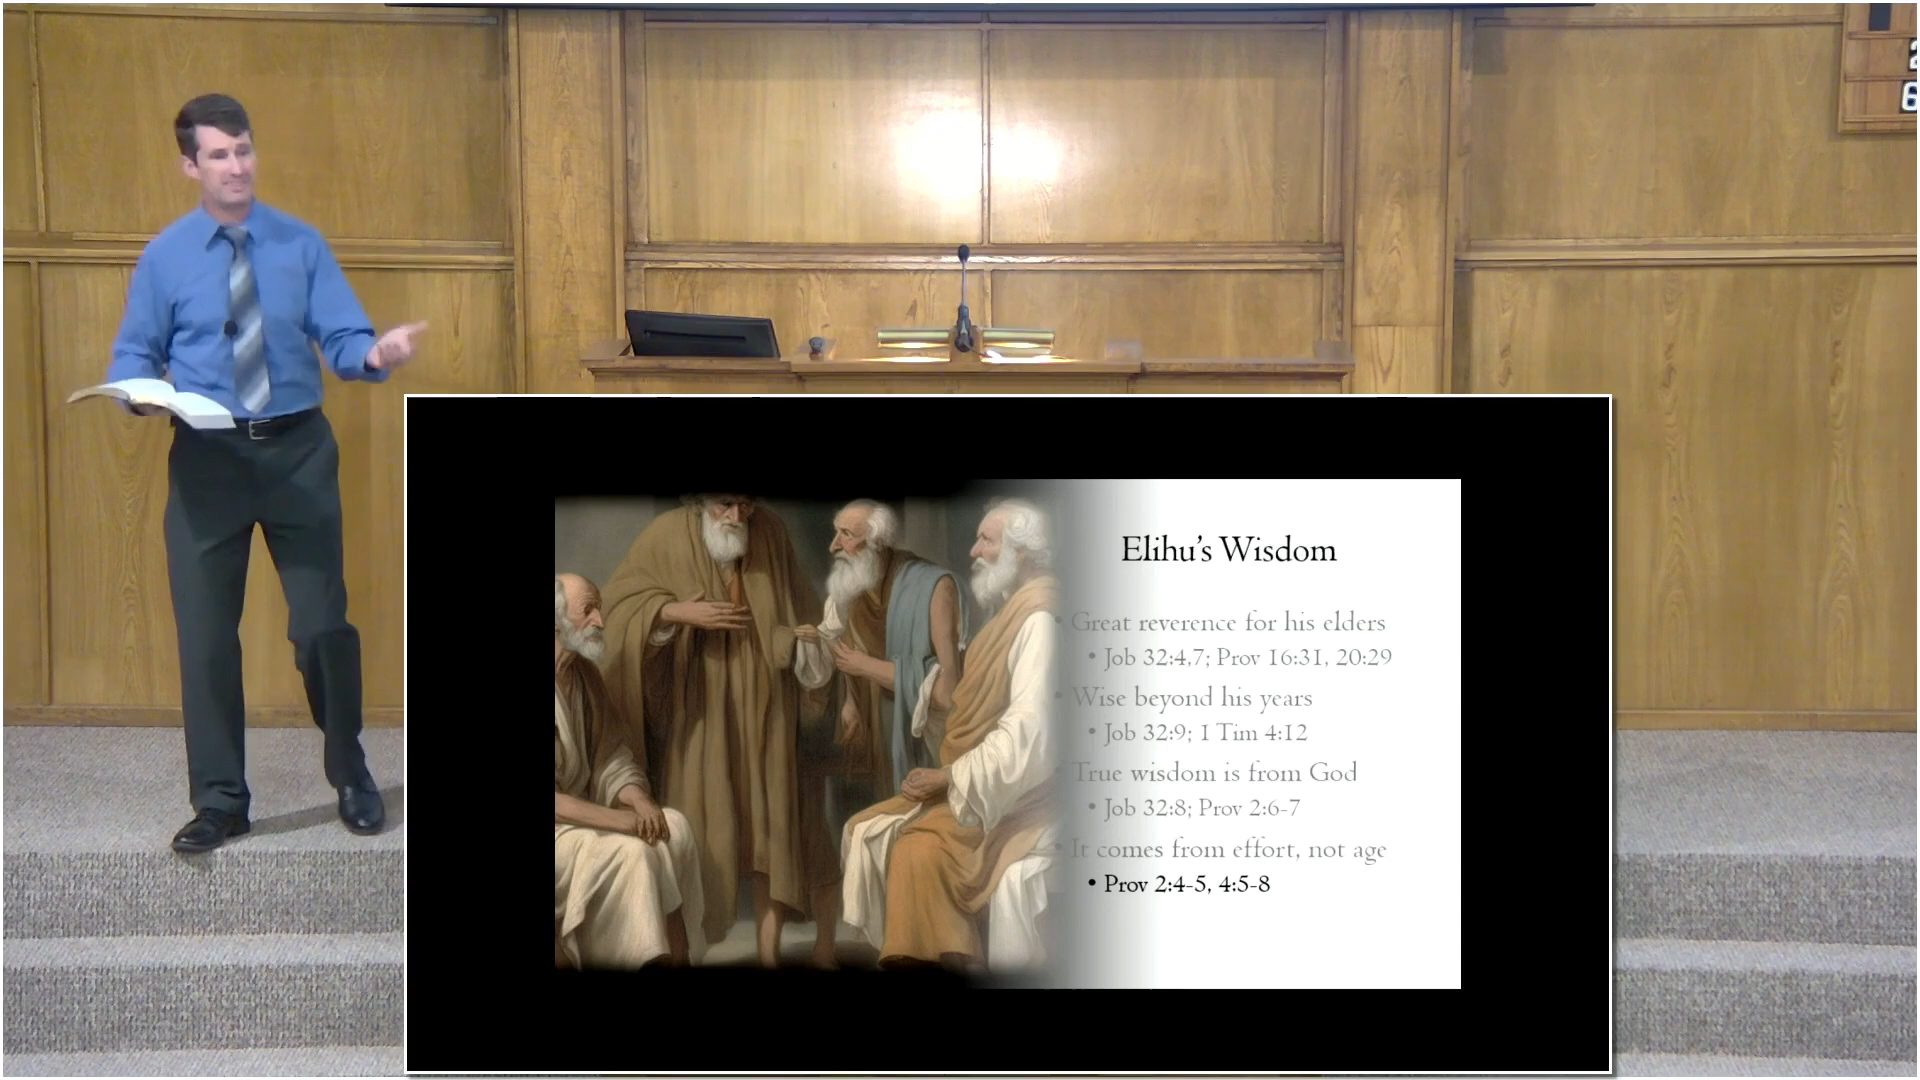 2
6
Elihu's Wisdom
• Great reverence for his elders
• Job 32:4,7; Prov 16:31, 20:29
• Wise beyond his years
• Job 32:9; 1 Tim 4:12
• True wisdom is from God
• Job 32:8; Prov 2:6-7
• It comes from effort, not age
• Prov 2:4-5, 4:5-8